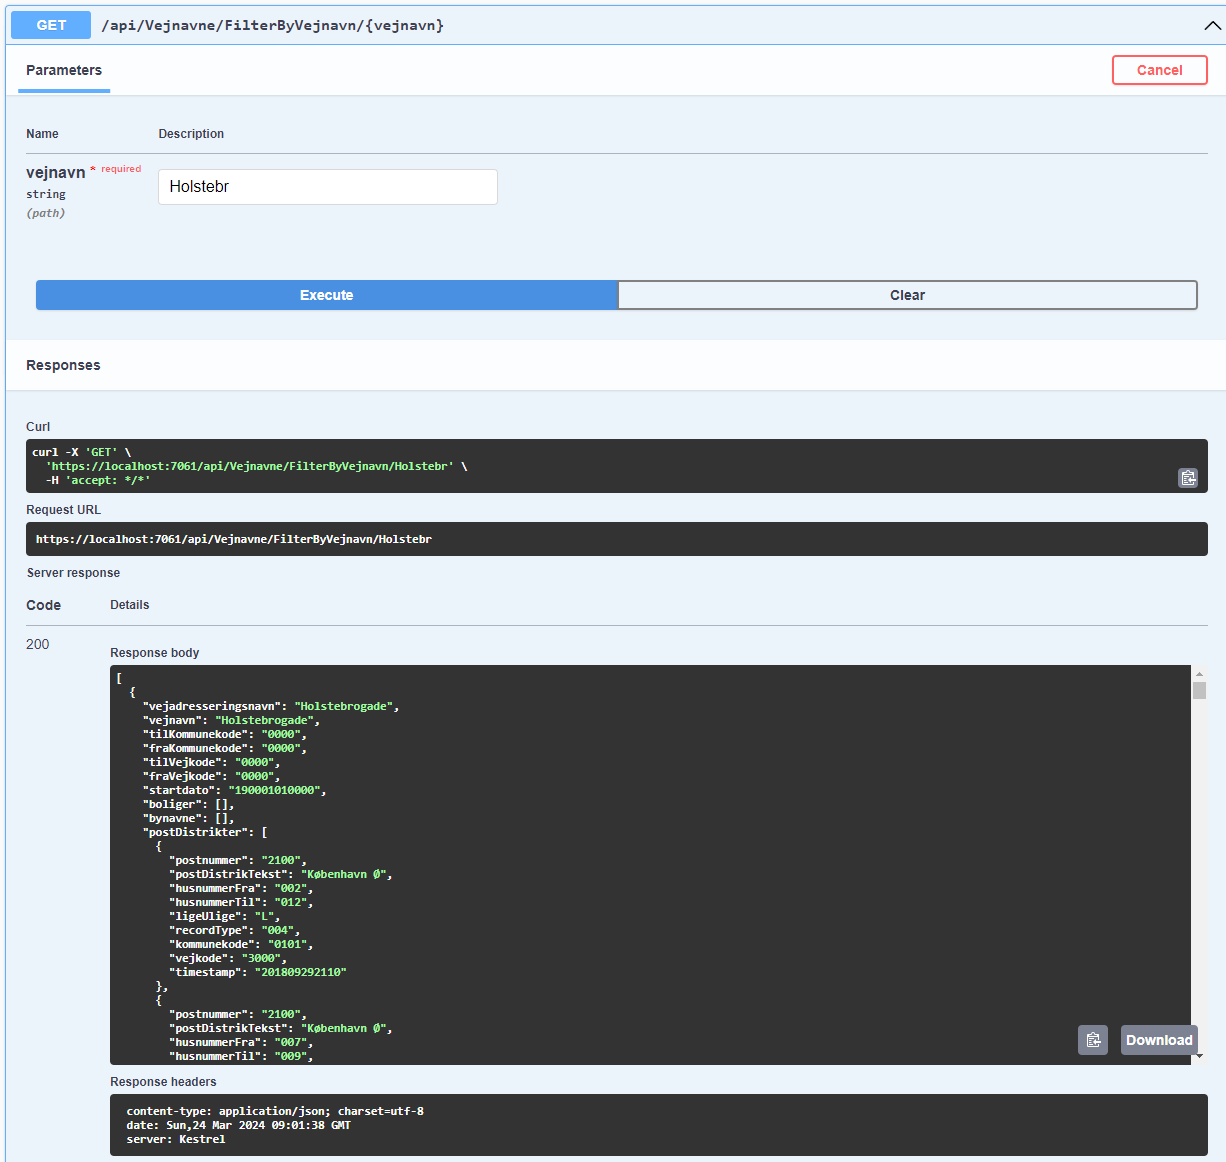 GET /api/Vejnavne/FilterByVejnavn/{vejnavn}
Parameters
Cancel
Name Description
vejnavn * required
string
(path)
Holstebr
Execute Clear
Responses
Curl
curl -X 'GET' \
  'https://localhost:7061/api/Vejnavne/FilterByVejnavn/Holstebr' \
  -H 'accept: */*'
Request URL
https://localhost:7061/api/Vejnavne/FilterByVejnavn/Holstebr
Server response
Code Details
200
Response body
[
  {
    "vejadresseringsnavn": "Holstebrogade",
    "vejnavn": "Holstebrogade",
    "tilKommunekode": "0000",
    "fraKommunekode": "0000",
    "tilVejkode": "0000",
    "fraVejkode": "0000",
    "startdato": "190001010000",
    "boliger": [],
    "bynavne": [],
    "postDistrikter": [
      {
        "postnummer": "2100",
        "postDistrikTekst": "København Ø",
        "husnummerFra": "002",
        "husnummerTil": "012",
        "ligeUlige": "L",
        "recordType": "004",
        "kommunekode": "0101",
        "vejkode": "3000",
        "timestamp": "201809292110"
      },
      {
        "postnummer": "2100",
        "postDistrikTekst": "København Ø",
        "husnummerFra": "007",
        "husnummerTil": "009",
Download
Response headers
content-type: application/json; charset=utf-8
date: Sun,24 Mar 2024 09:01:38 GMT
server: Kestrel